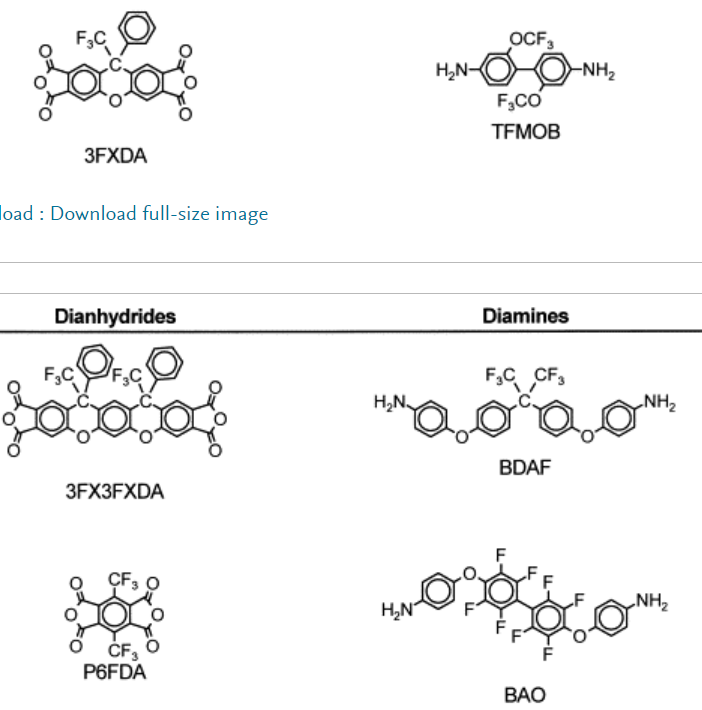 F₃C
O
O
C
O
O
O
O
O
3FXDA
OCF₃
H₂N
NH₂
F₃CO
TFMOB
load : Download full-size image
Dianhydrides Diamines
F₃C F₃C
O
O
C C
O
O
O O
O
O
3FX3FXDA
F₃C CF₃
H₂N
C
NH₂
O
O
BDAF
O
CF₃
O
O
O
O
CF₃
O
P6FDA
F
O
F
F
F
F
NH₂
H₂N
F
F
O
F
BAO